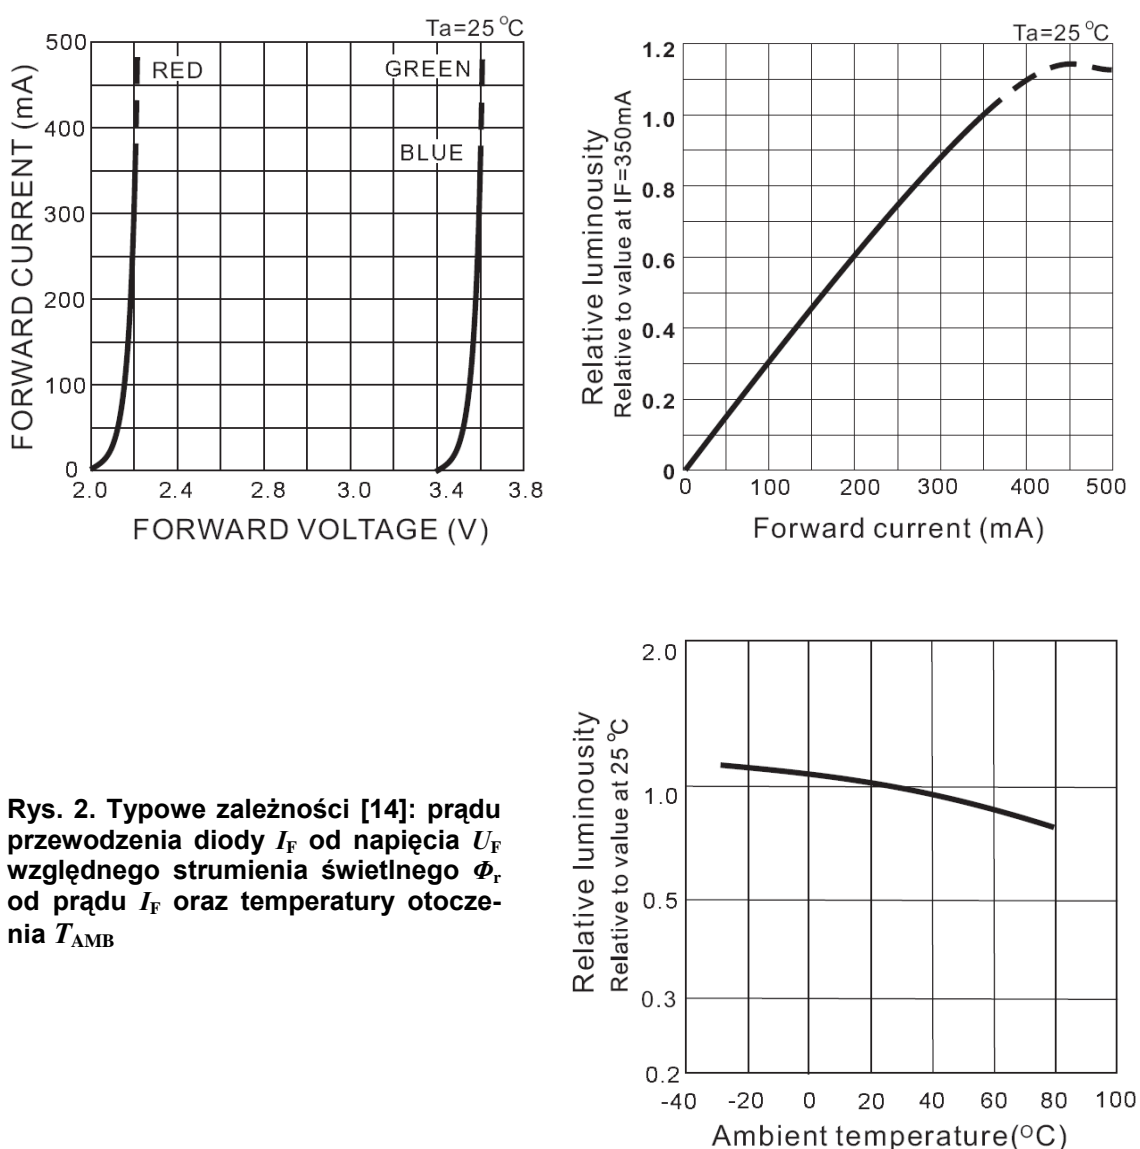 Ta=25 °C
FORWARD CURRENT (mA)
500
400
300
200
100
0
RED
GREEN
BLUE
2.0 2.4 2.8 3.0 3.4 3.8
FORWARD VOLTAGE (V)
Ta=25 °C
Relative luminousity
Relative to value at IF=350mA
1.2
1.0
0.8
0.6
0.4
0.2
0
0 100 200 300 400 500
Forward current (mA)
Relative luminousity
Relative to value at 25 °C
2.0
1.0
0.5
0.3
0.2
-40 -20 0 20 40 60 80 100
Ambient temperature(°C)
Rys. 2. Typowe zależności [14]: prądu
przewodzenia diody IF od napięcia UF
względnego strumienia świetlnego Φr
od prądu IF oraz temperatury otocze-
nia TAMB